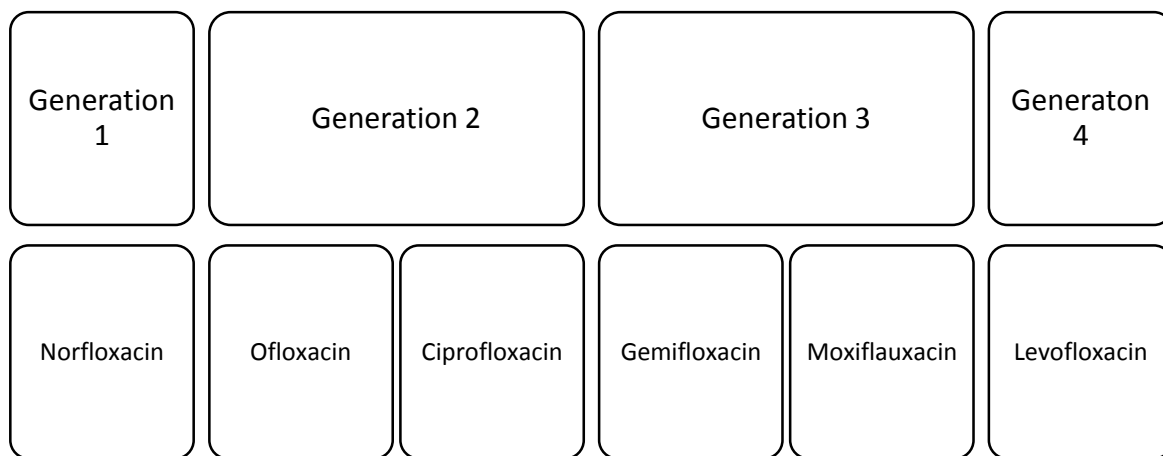 Generation
1
Generation 2
Generation 3
Generaton
4
Norfloxacin
Ofloxacin
Ciprofloxacin
Gemifloxacin
Moxiflauxacin
Levofloxacin